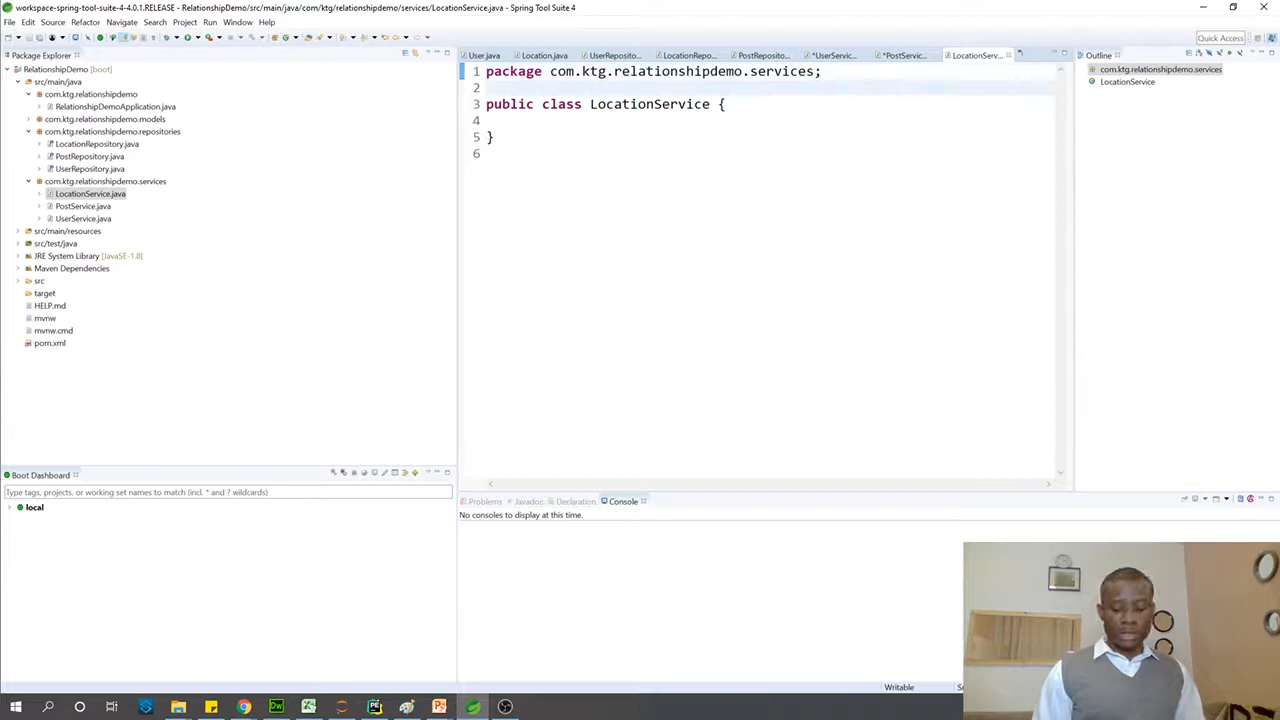 workspace-spring-tool-suite-4-4.0.1.RELEASE - RelationshipDemo/src/main/java/com/ktg/relationshipdemo/services/LocationService.java - Spring Tool Suite 4
File Edit Source Refactor Navigate Search Project Run Window Help
Quick Access
Package Explorer
RelationshipDemo [boot]
src/main/java
com.ktg.relationshipdemo
RelationshipDemoApplication.java
com.ktg.relationshipdemo.models
com.ktg.relationshipdemo.repositories
LocationRepository.java
PostRepository.java
UserRepository.java
com.ktg.relationshipdemo.services
LocationService.java
PostService.java
UserService.java
src/main/resources
src/test/java
JRE System Library [JavaSE-1.8]
Maven Dependencies
src
target
HELP.md
mvnw
mvnw.cmd
pom.xml
Boot Dashboard
Type tags, projects, or working set names to match (incl. * and ? wildcards)
local
User.java Location.java UserReposito... LocationRepo... PostReposito... *UserServic... *PostServic... LocationServ...
1 package com.ktg.relationshipdemo.services;
2
3 public class LocationService {
4
5 }
6
Outline
com.ktg.relationshipdemo.services
LocationService
Problems Javadoc Declaration Console
No consoles to display at this time.
Writable